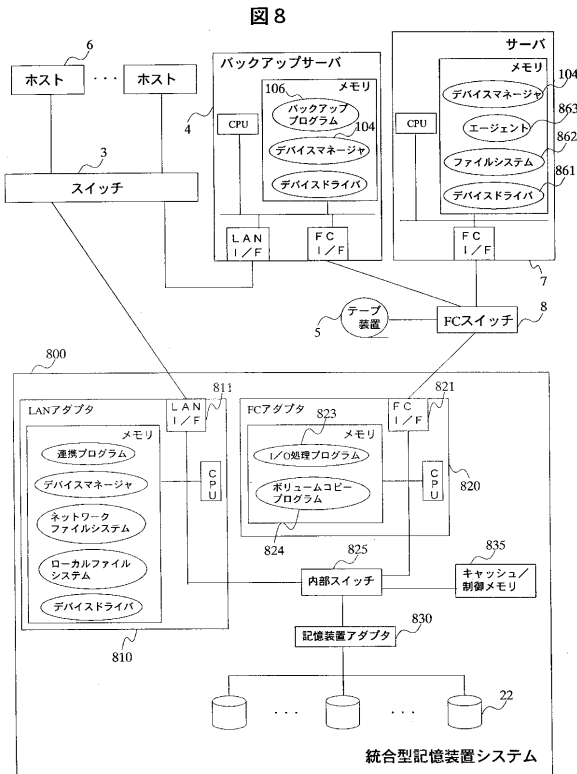 図8
6
ホスト
・・・
ホスト
3
スイッチ
バックアップサーバ
4
メモリ
106
バックアップ
プログラム
104
CPU
デバイスマネージャ
デバイスドライバ
LAN
I/F
FC
I/F
サーバ
メモリ
104
デバイスマネージャ
863
エージェント
CPU
862
ファイルシステム
861
デバイスドライバ
FC
I/F
7
5
テープ
装置
8
FCスイッチ
800
LANアダプタ
LAN
I/F
811
メモリ
連携プログラム
デバイスマネージャ
CPU
ネットワーク
ファイルシステム
ローカルファイル
システム
デバイスドライバ
810
FCアダプタ
823
FC
I/F
821
メモリ
I/O処理プログラム
CPU
820
ボリュームコピー
プログラム
824
825
内部スイッチ
835
キャッシュ/
制御メモリ
830
記憶装置アダプタ
22
・・・
・・・
統合型記憶装置システム